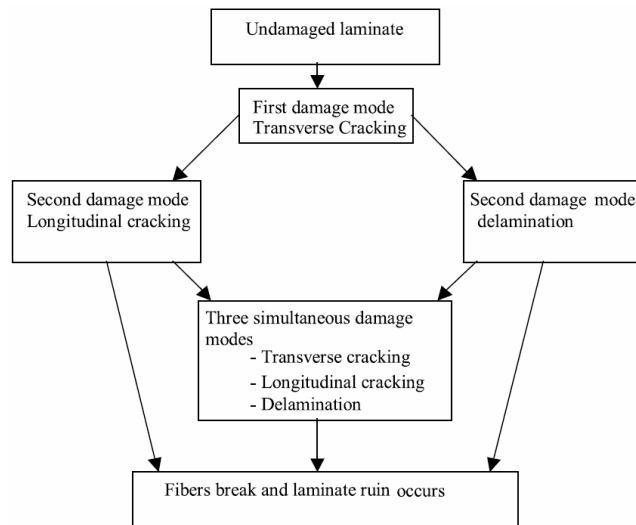 Undamaged laminate
First damage mode
Transverse Cracking
Second damage mode
Longitudinal cracking
Second damage mode
delamination
Three simultaneous damage
modes
- Transverse cracking
- Longitudinal cracking
- Delamination
Fibers break and laminate ruin occurs